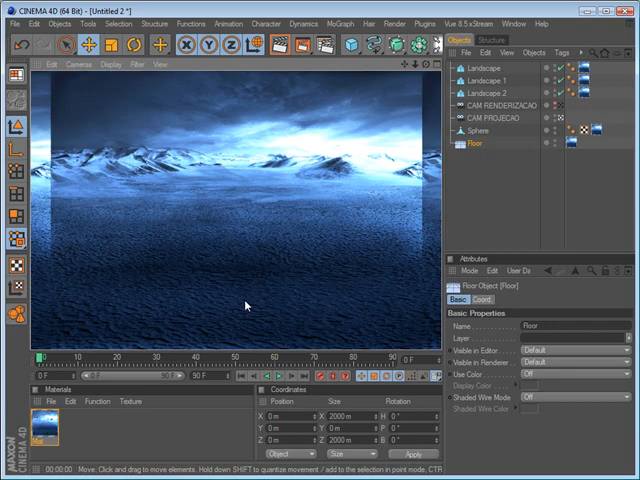 CINEMA 4D (64 Bit) - [Untitled 2 *]
File Edit Objects Tools Selection Structure Functions Animation Character Dynamics MoGraph Hair Render Plugins Vue 8.5 xStream Window Help
Objects Structure
File Edit View Objects Tags
Edit Cameras Display Filter View
Landscape
Landscape.1
Landscape.2
CAM RENDERIZACAO
CAM PROJECAO
Sphere
Floor
Attributes
Mode Edit User Da
Floor Object [Floor]
Basic Coord.
Basic Properties
Name Floor
Layer
Visible in Editor Default
Visible in Renderer Default
Use Color Off
Display Color
Shaded Wire Mode Off
Shaded Wire Color
0 10 20 30 40 50 60 70 80 90 0 F
0 F 0 F 90 F 90 F
Materials
File Edit Function Texture
Mat
Coordinates
Position Size Rotation
X 0 m X 2000 m H 0 °
Y 0 m Y 0 m P 0 °
Z 0 m Z 2000 m B 0 °
Object Size Apply
MAXON CINEMA 4D
00:00:00 Move: Click and drag to move elements. Hold down SHIFT to quantize movement / add to the selection in point mode, CTR